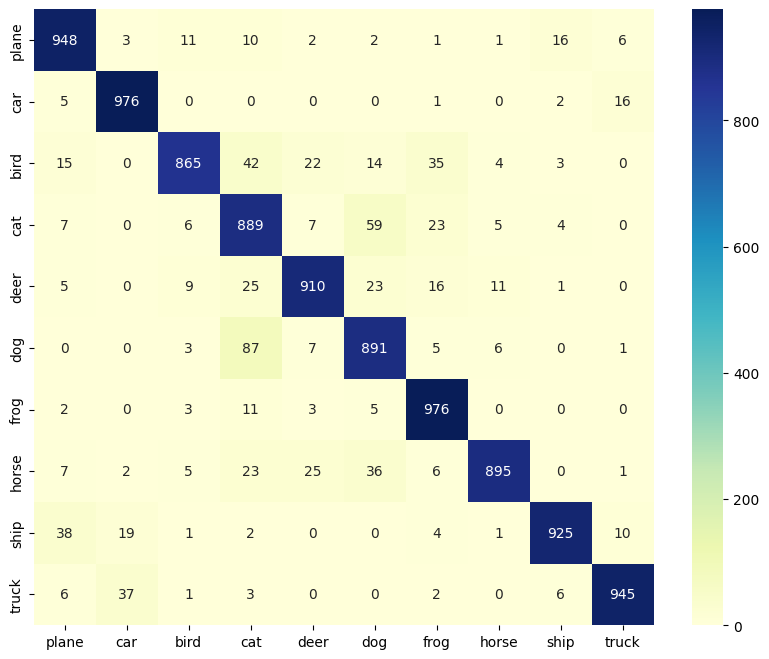 plane 948 3 11 10 2 2 1 1 16 6
car 5 976 0 0 0 0 1 0 2 16
bird 15 0 865 42 22 14 35 4 3 0
cat 7 0 6 889 7 59 23 5 4 0
deer 5 0 9 25 910 23 16 11 1 0
dog 0 0 3 87 7 891 5 6 0 1
frog 2 0 3 11 3 5 976 0 0 0
horse 7 2 5 23 25 36 6 895 0 1
ship 38 19 1 2 0 0 4 1 925 10
truck 6 37 1 3 0 0 2 0 6 945
plane car bird cat deer dog frog horse ship truck
800
600
400
200
0